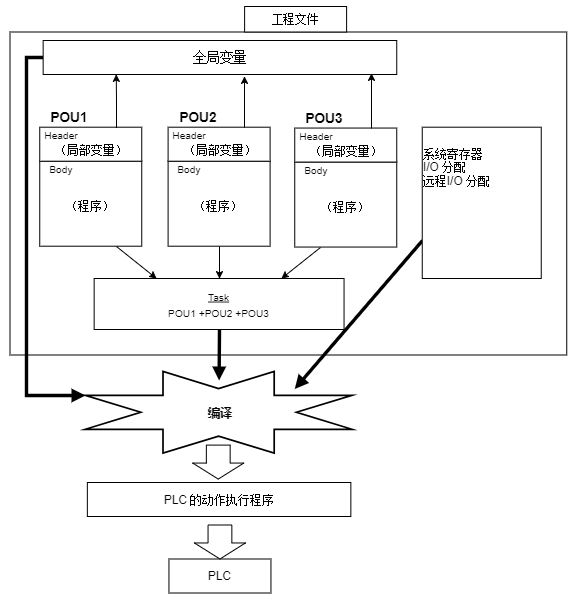 工程文件
全局变量
POU1
POU2
POU3
Header
（局部变量）
Body
（程序）
Header
（局部变量）
Body
（程序）
Header
（局部变量）
Body
（程序）
系统寄存器
I/O 分配
远程I/O 分配
Task
POU1 +POU2 +POU3
编译
PLC 的动作执行程序
PLC